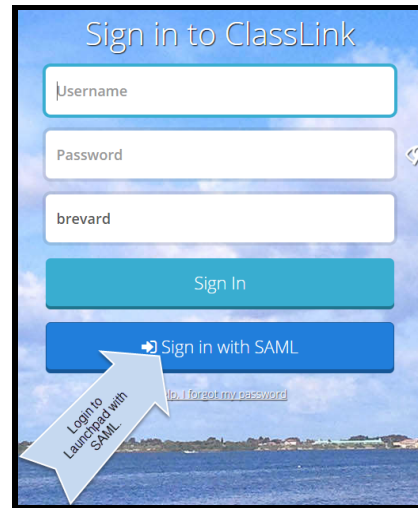 Sign in to ClassLink
Username
Password
brevard
Sign In
Sign in with SAML
lp, I forgot my password
Login to
Launchpad with
SAML.